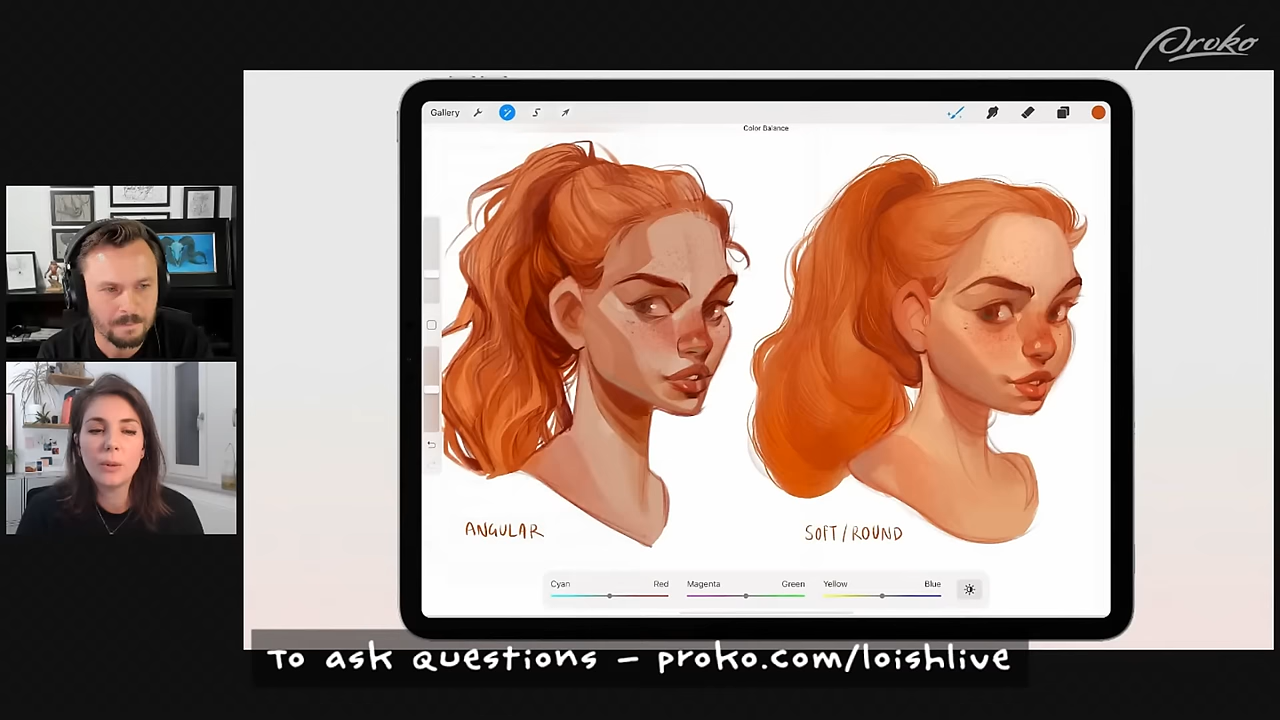 Proko
Gallery
Color Balance
ANGULAR
SOFT/ROUND
Cyan Red Magenta Green Yellow Blue
To ask questions – proko.com/loishlive